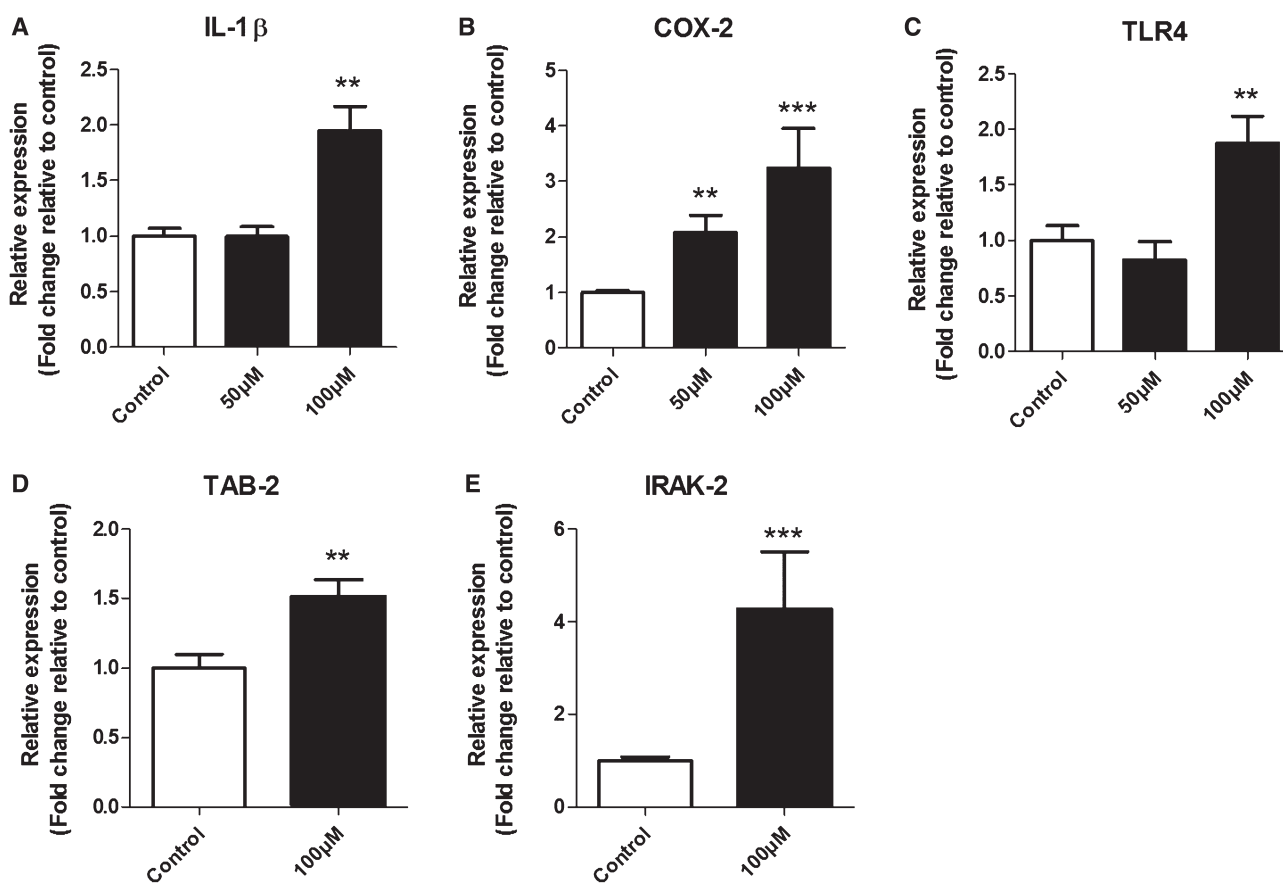 A
IL-1β
Relative expression
(Fold change relative to control)
2.5
2.0
1.5
1.0
0.5
0.0
**
Control
50µM
100µM
B
COX-2
Relative expression
(Fold change relative to control)
5
4
3
2
1
0
**
***
Control
50µM
100µM
C
TLR4
Relative expression
(Fold change relative to control)
2.5
2.0
1.5
1.0
0.5
0.0
**
Control
50µM
100µM
D
TAB-2
Relative expression
(Fold change relative to control)
2.0
1.5
1.0
0.5
0.0
**
Control
100µM
E
IRAK-2
Relative expression
(Fold change relative to control)
6
4
2
0
***
Control
100µM